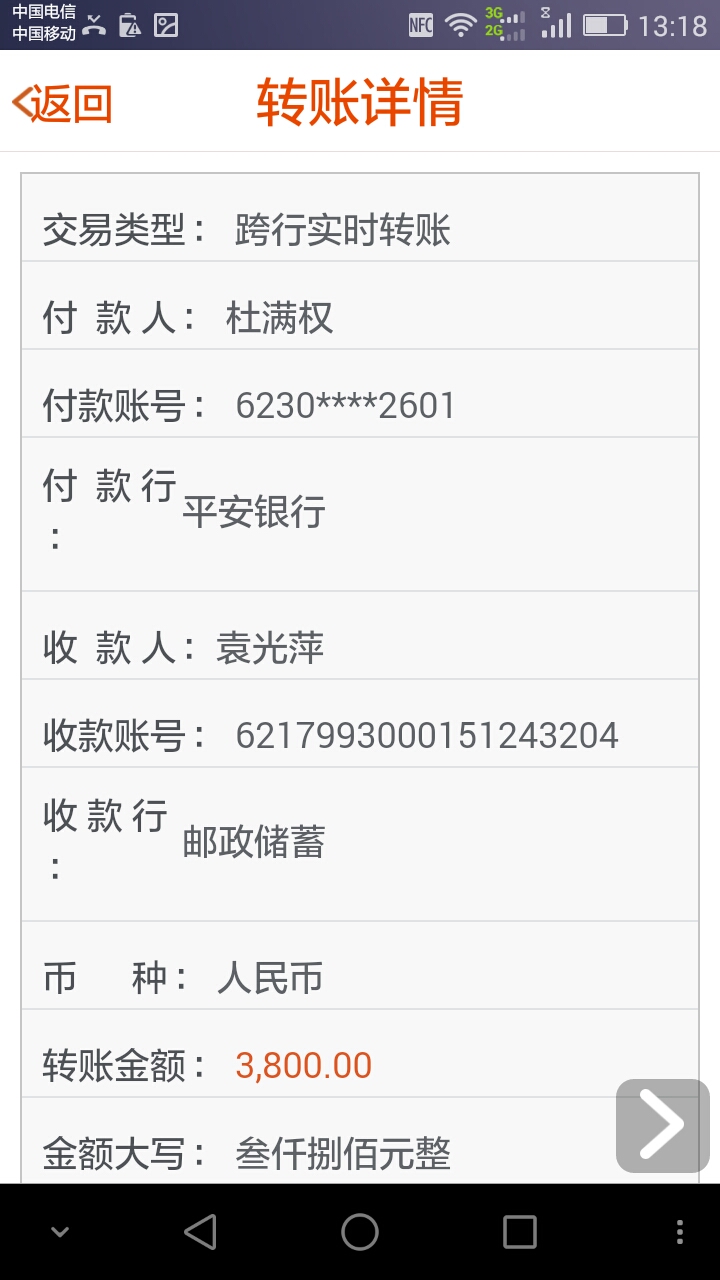 中国电信
中国移动
NFC
3G
2G
13:18
返回
转账详情
交易类型： 跨行实时转账
付 款 人： 杜满权
付款账号： 6230****2601
付 款 行
： 平安银行
收 款 人： 袁光萍
收款账号： 6217993000151243204
收 款 行
： 邮政储蓄
币 种： 人民币
转账金额： 3,800.00
金额大写： 叁仟捌佰元整